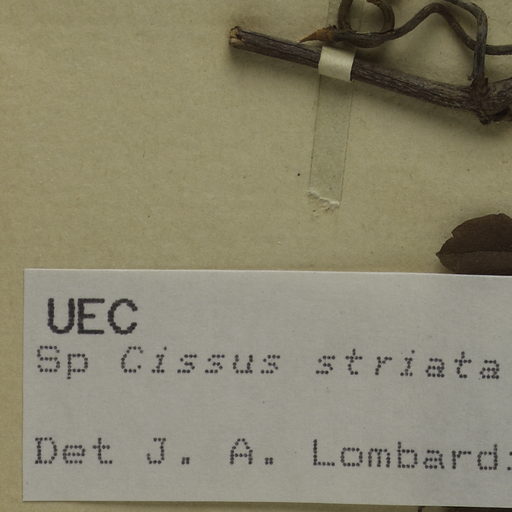 UEC
Sp Cissus striata
Det J. A. Lombardi